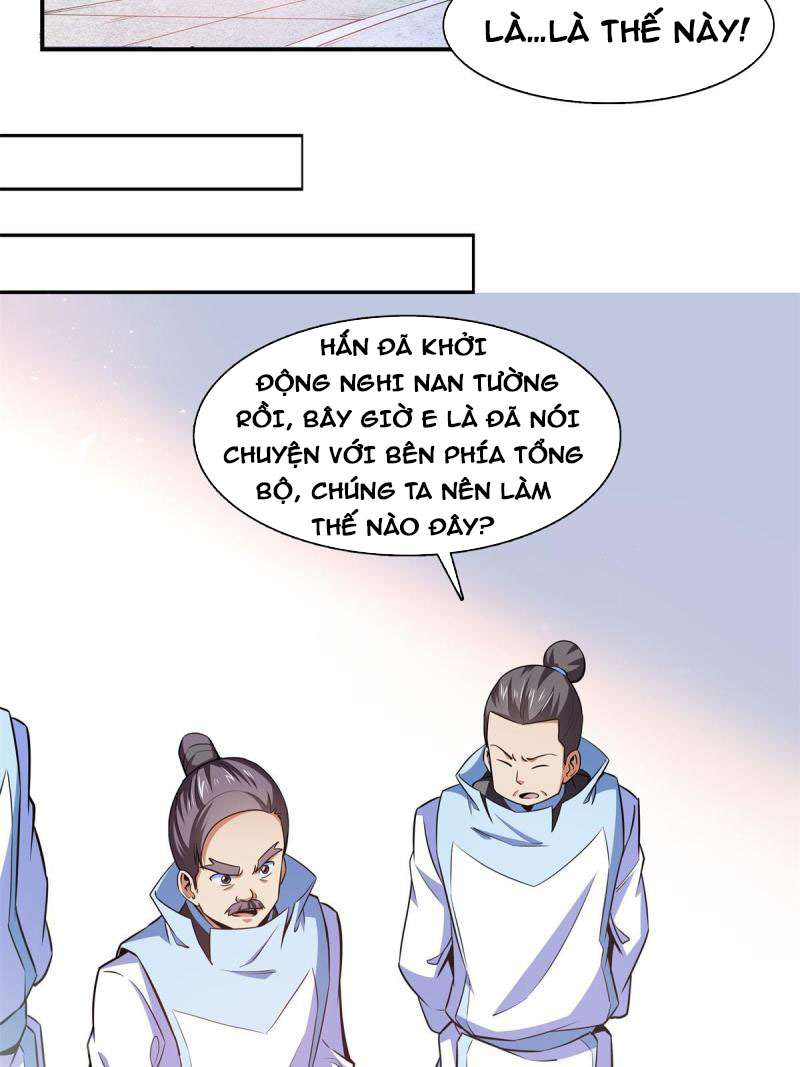 LÀ...LÀ THẾ NÀY!
HẮN ĐÃ KHỞI
ĐỘNG NGHI NAN TƯỜNG
RỒI, BÂY GIỜ E LÀ ĐÃ NÓI
CHUYỆN VỚI BÊN PHÍA TỔNG
BỘ, CHÚNG TA NÊN LÀM
THẾ NÀO ĐÂY?